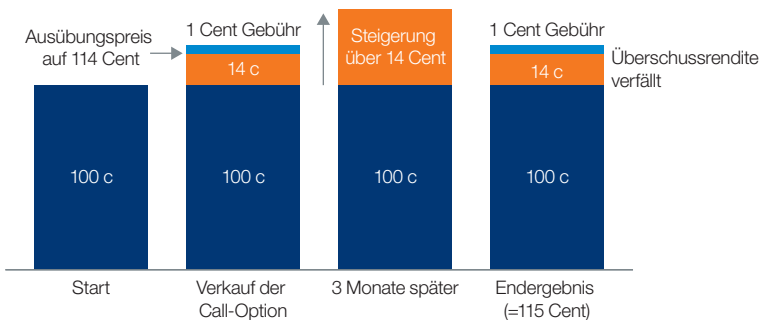 Ausübungspreis
auf 114 Cent
1 Cent Gebühr
14 c
Steigerung
über 14 Cent
1 Cent Gebühr
14 c
Überschussrendite
verfällt
100 c
100 c
100 c
100 c
Start
Verkauf der
Call-Option
3 Monate später
Endergebnis
(=115 Cent)